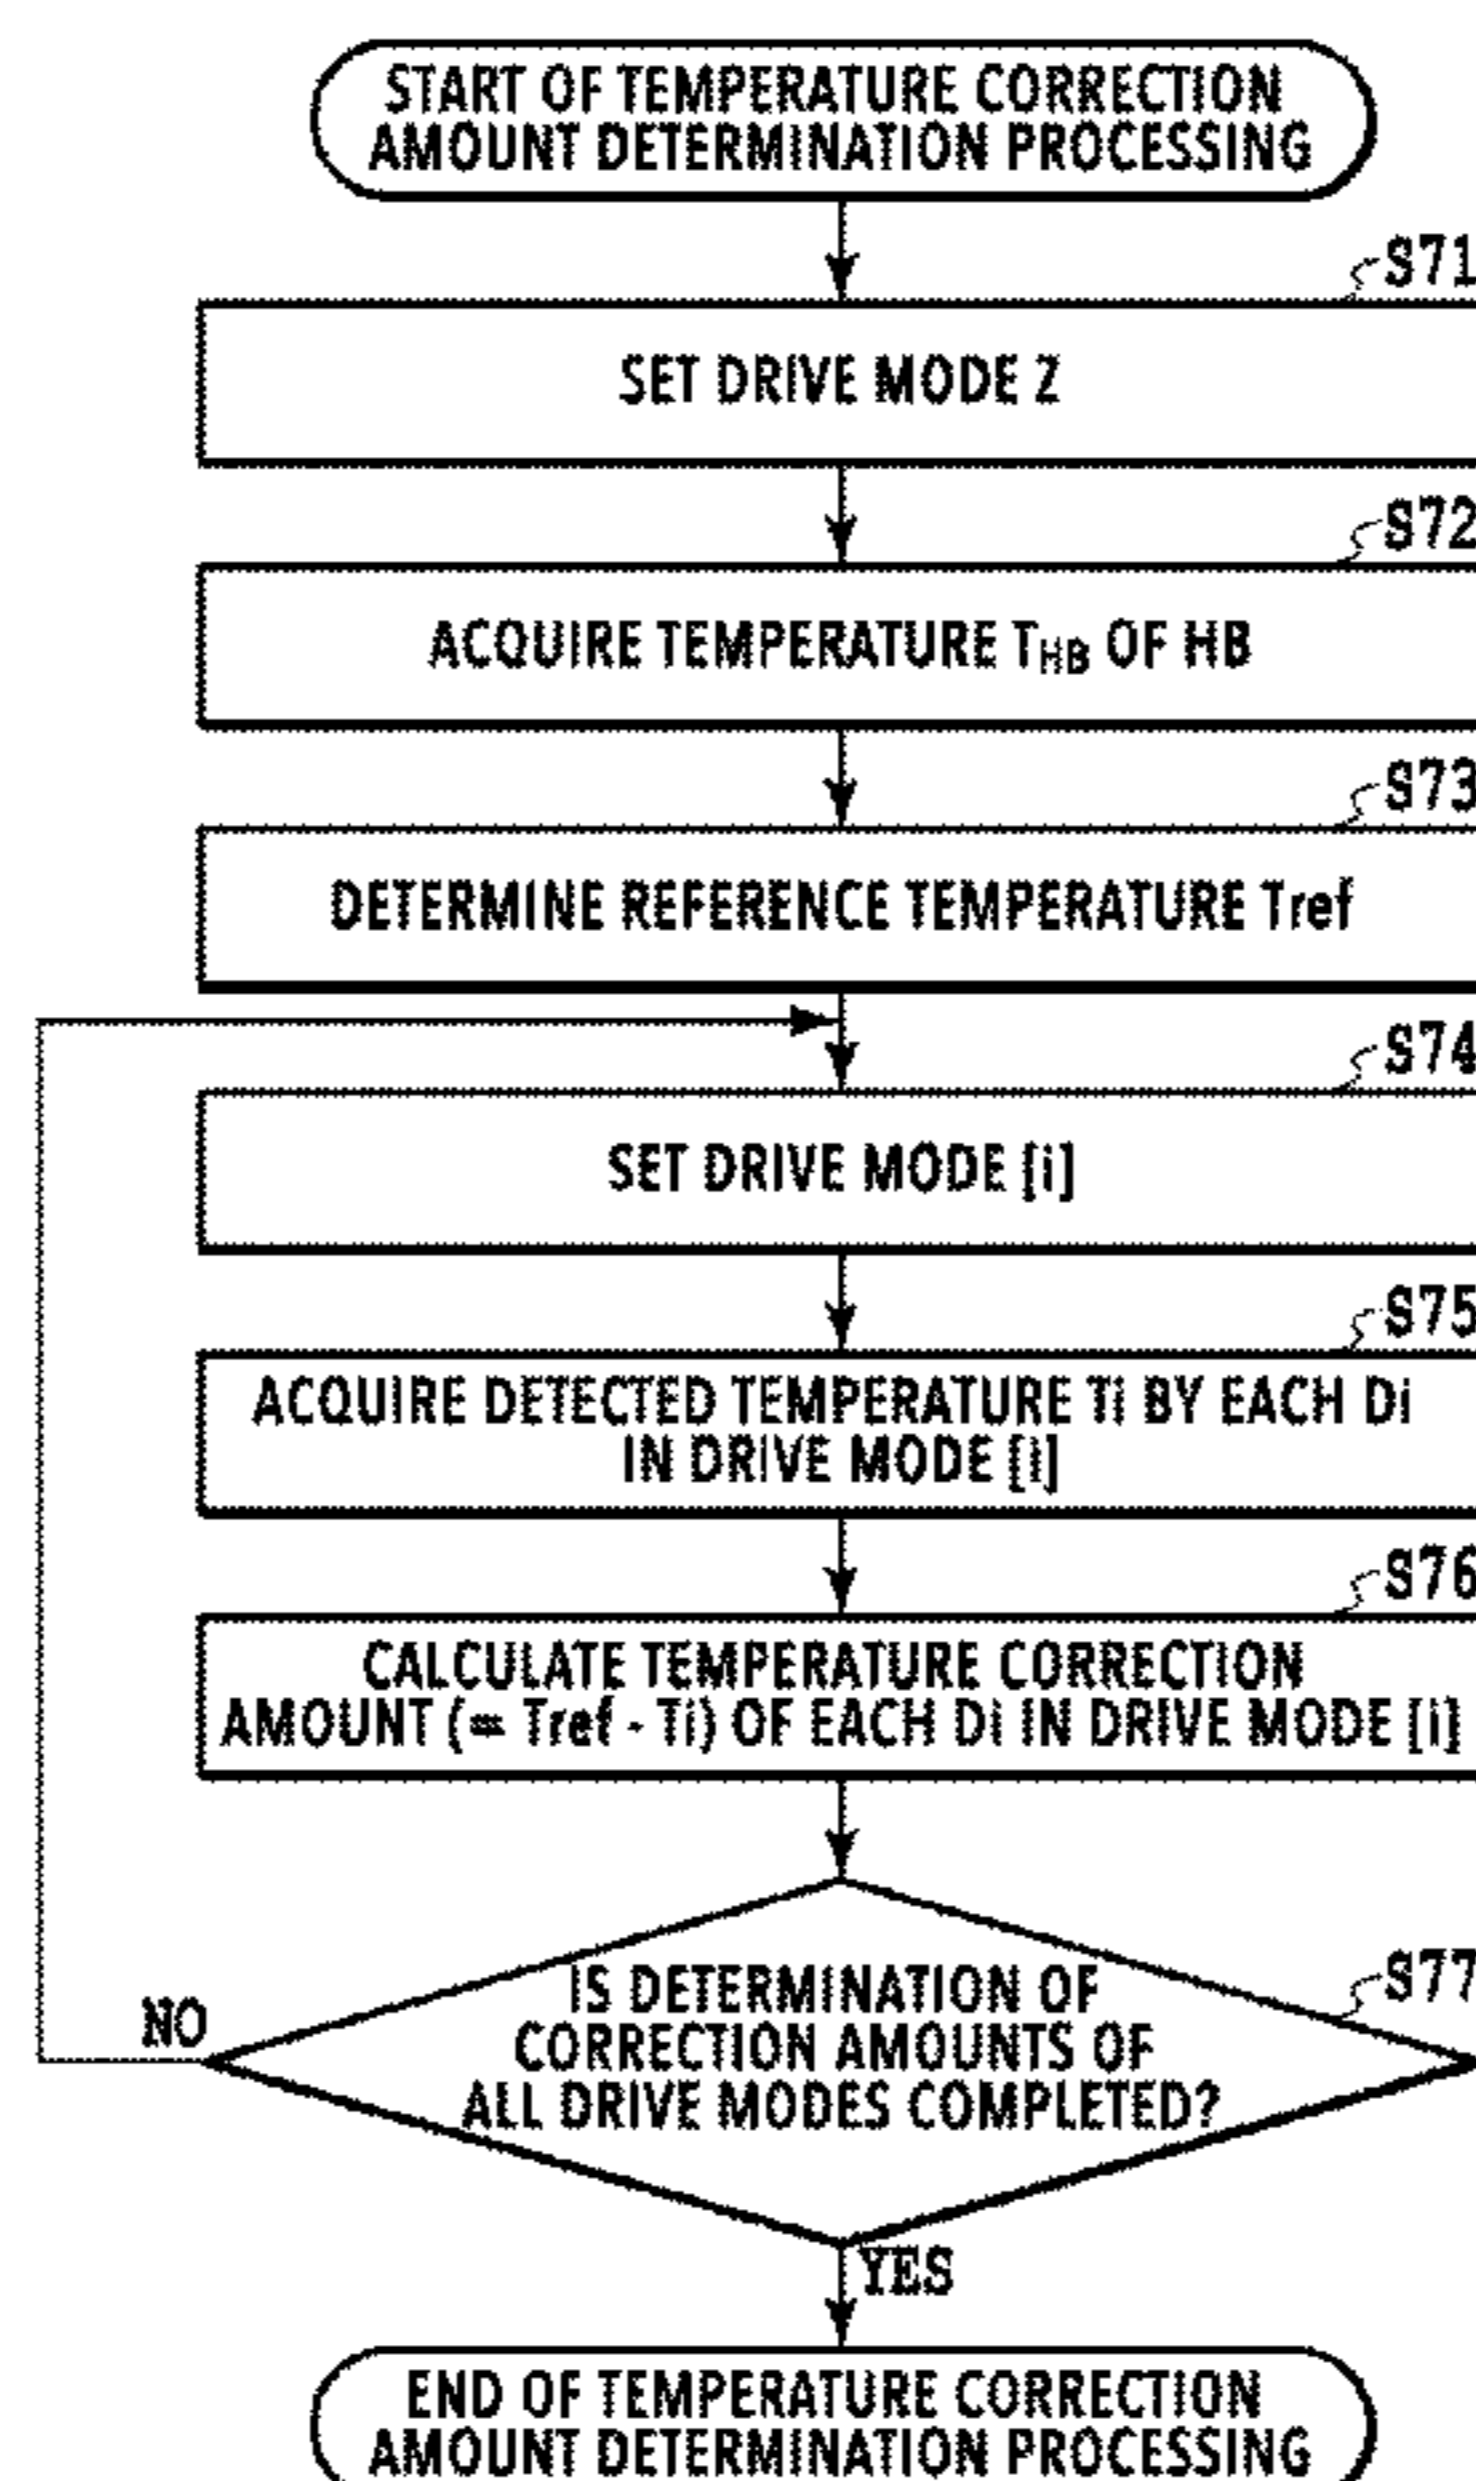 START OF TEMPERATURE CORRECTION
AMOUNT DETERMINATION PROCESSING
S71
SET DRIVE MODE Z
S72
ACQUIRE TEMPERATURE THB OF HB
S73
DETERMINE REFERENCE TEMPERATURE Tref
S74
SET DRIVE MODE [i]
S75
ACQUIRE DETECTED TEMPERATURE Ti BY EACH Di
IN DRIVE MODE [i]
S76
CALCULATE TEMPERATURE CORRECTION
AMOUNT (= Tref - Ti) OF EACH Di IN DRIVE MODE [i]
S77
NO
IS DETERMINATION OF
CORRECTION AMOUNTS OF
ALL DRIVE MODES COMPLETED?
YES
END OF TEMPERATURE CORRECTION
AMOUNT DETERMINATION PROCESSING